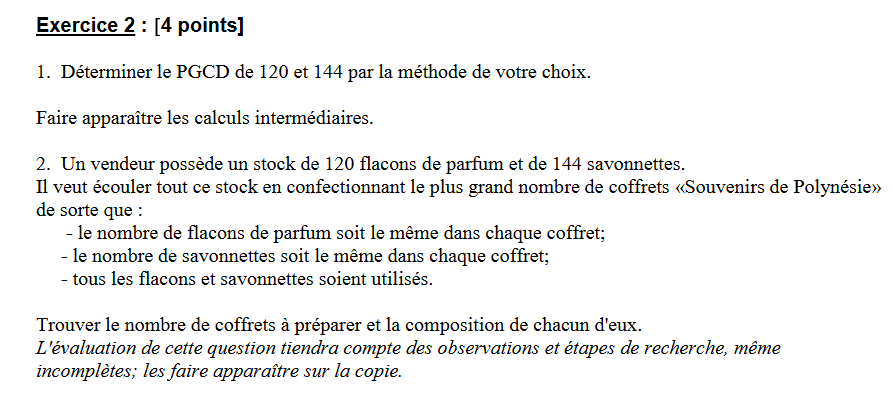 Exercice 2 : [4 points]
1. Déterminer le PGCD de 120 et 144 par la méthode de votre choix.
Faire apparaître les calculs intermédiaires.
2. Un vendeur possède un stock de 120 flacons de parfum et de 144 savonnettes.
Il veut écouler tout ce stock en confectionnant le plus grand nombre de coffrets «Souvenirs de Polynésie»
de sorte que :
- le nombre de flacons de parfum soit le même dans chaque coffret;
- le nombre de savonnettes soit le même dans chaque coffret;
- tous les flacons et savonnettes soient utilisés.
Trouver le nombre de coffrets à préparer et la composition de chacun d'eux.
L'évaluation de cette question tiendra compte des observations et étapes de recherche, même
incomplètes; les faire apparaître sur la copie.